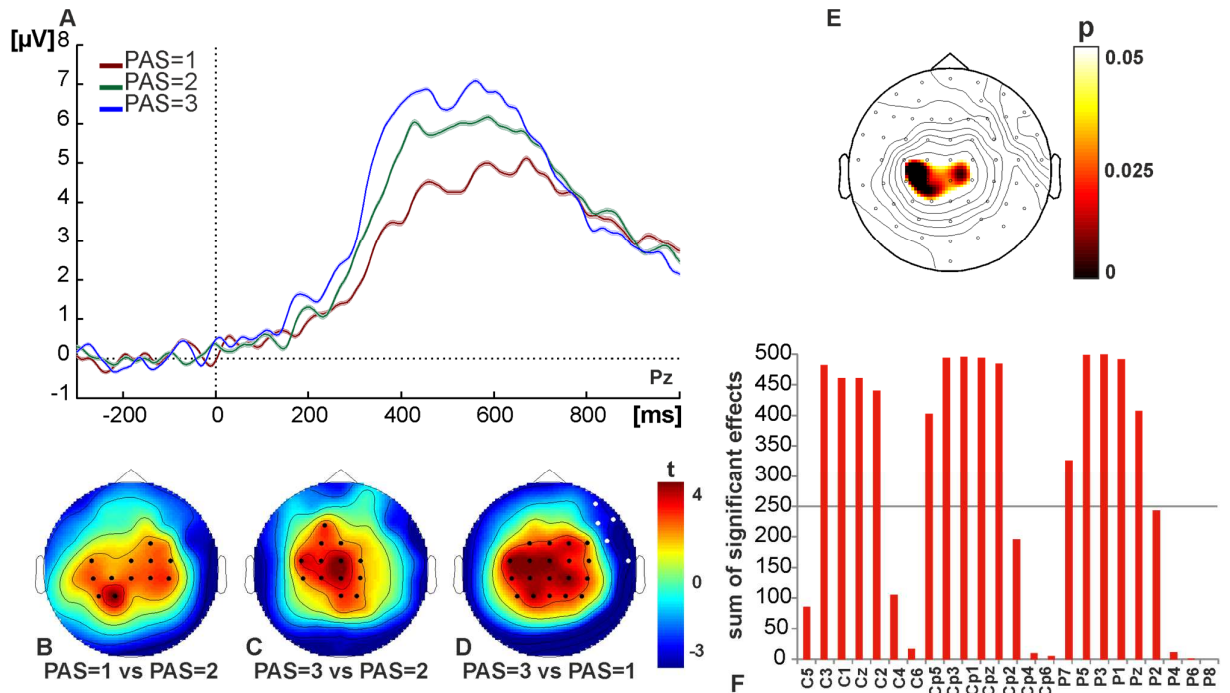 A
[µV]
8
7
6
5
4
3
2
1
0
-1
PAS=1
PAS=2
PAS=3
Pz
-200
0
200
400
600
800
[ms]
E
p
0.05
0.025
0
B
PAS=1 vs PAS=2
C
PAS=3 vs PAS=2
D
PAS=3 vs PAS=1
t
4
0
-3
F
sum of significant effects
500
450
400
350
300
250
200
150
100
50
0
C5
C3
C1
Cz
C2
C4
C6
Cp5
Cp3
Cp1
Cpz
Cp2
Cp4
Cp6
P7
P5
P3
P1
Pz
P2
P4
P6
P8